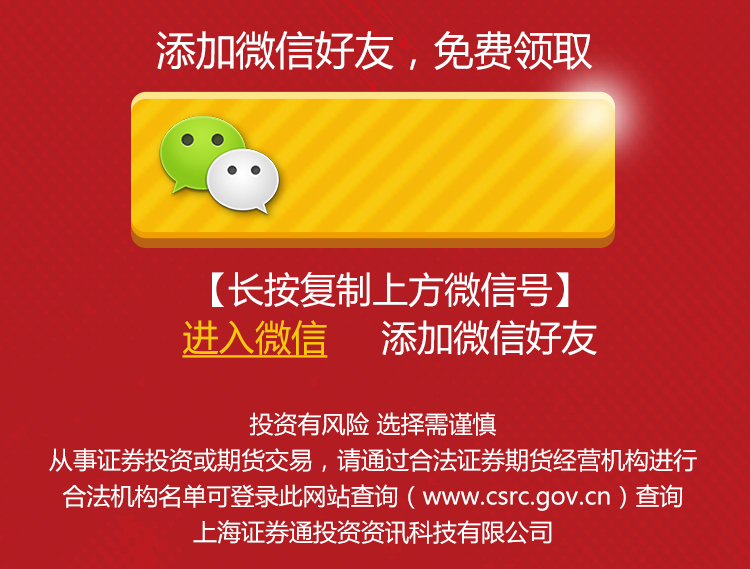 添加微信好友，免费领取
【长按复制上方微信号】
进入微信 添加微信好友
投资有风险 选择需谨慎
从事证券投资或期货交易，请通过合法证券期货经营机构进行
合法机构名单可登录此网站查询（www.csrc.gov.cn）查询
上海证券通投资资讯科技有限公司